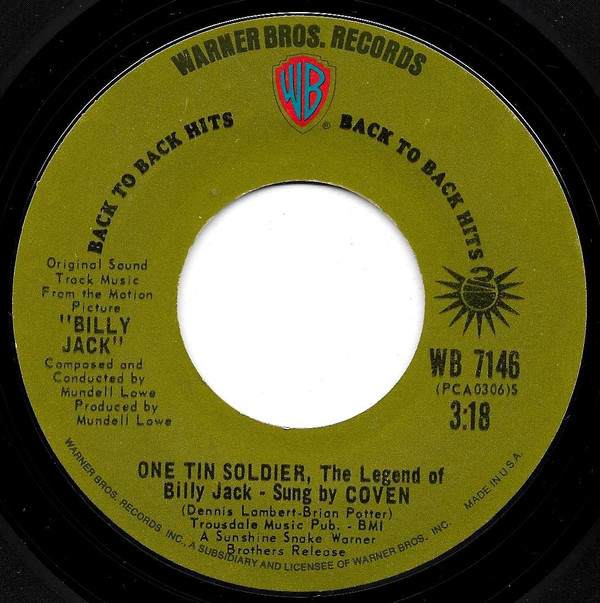 WARNER BROS. RECORDS
WB
®
BACK TO BACK HITS
BACK TO BACK HITS
Original Sound
Track Music
From the Motion
Picture
"BILLY
JACK"
Composed and
Conducted by
Mundell Lowe
Produced by
Mundell Lowe
WB 7146
(PCA0306)S
3:18
ONE TIN SOLDIER, The Legend of
Billy Jack - Sung by COVEN
(Dennis Lambert-Brian Potter)
Trousdale Music Pub. - BMI
A Sunshine Snake Warner
Brothers Release
WARNER BROS. RECORDS INC., A SUBSIDIARY AND LICENSEE OF WARNER BROS. INC.
MADE IN U.S.A.